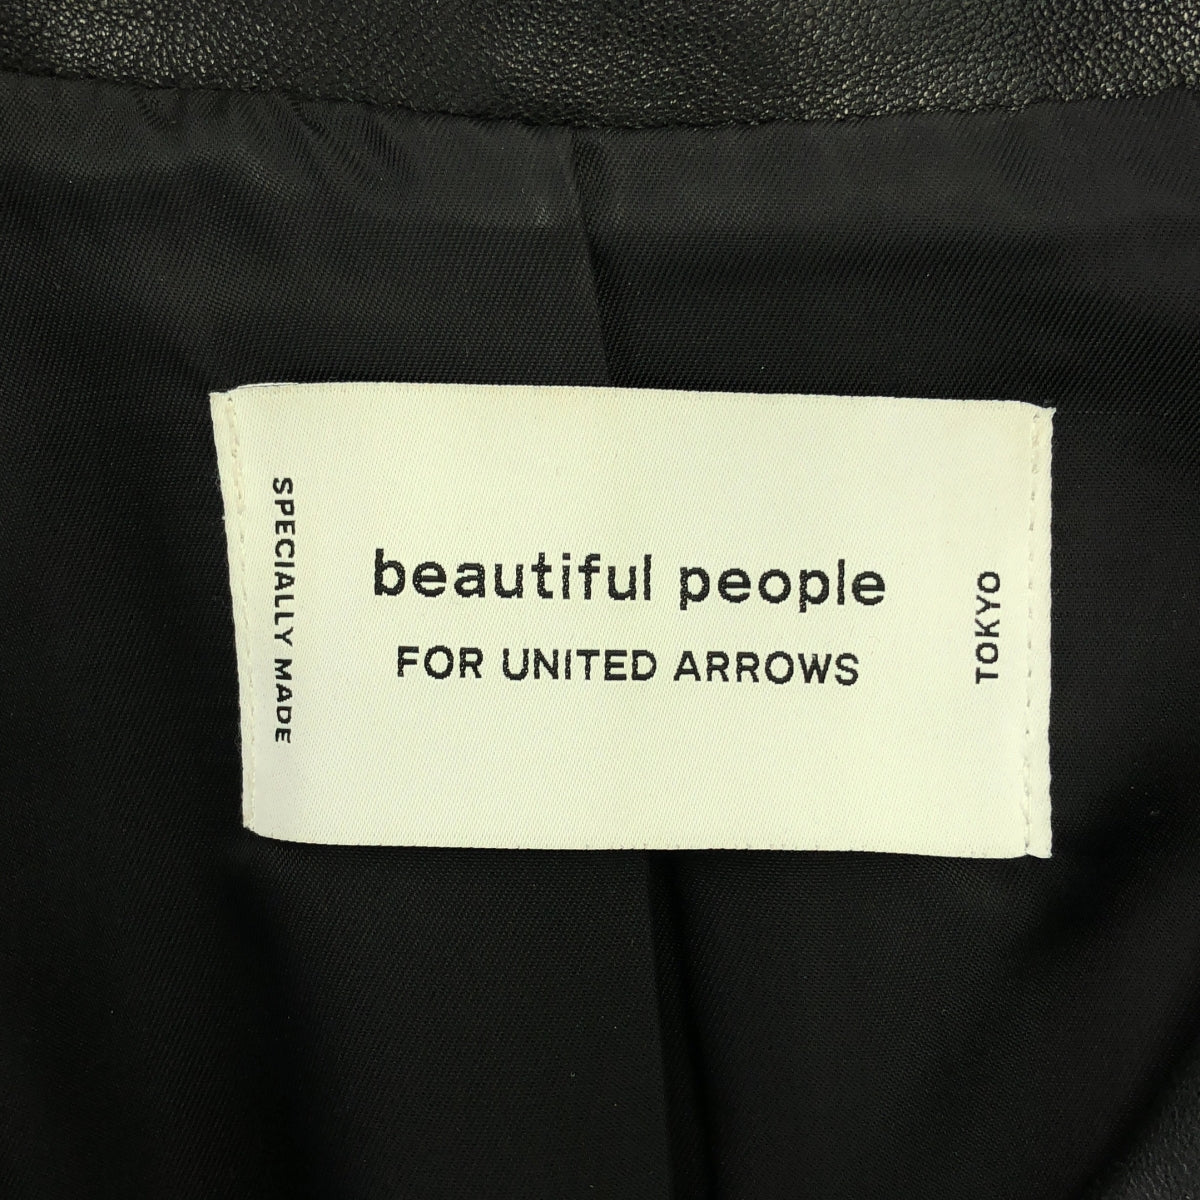 SPECIALLY MADE
beautiful people
FOR UNITED ARROWS
TOKYO